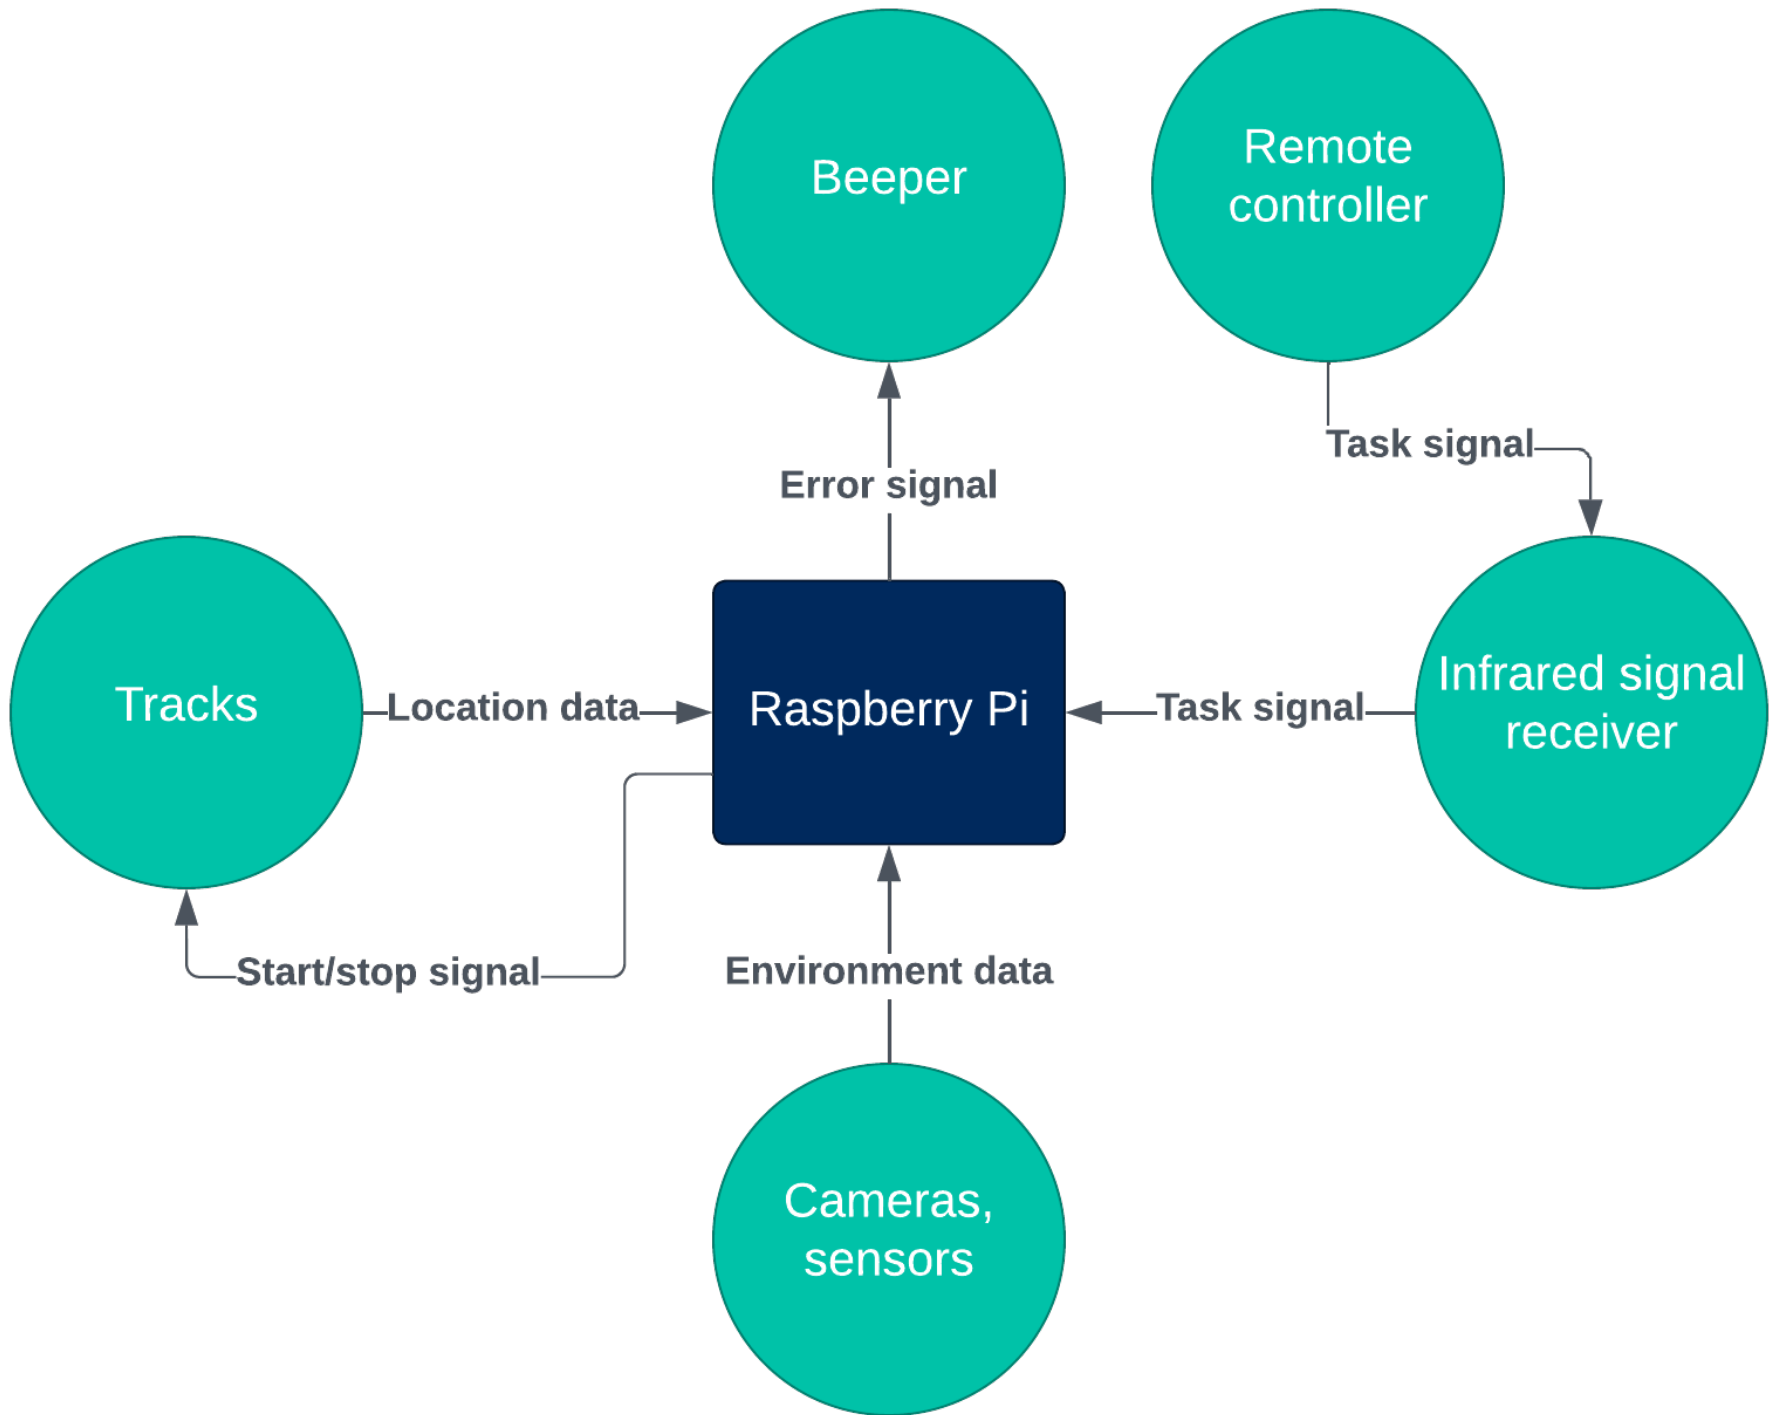 Beeper
Remote
controller
Task signal
Error signal
Tracks
Location data
Raspberry Pi
Task signal
Infrared signal
receiver
Start/stop signal
Environment data
Cameras,
sensors